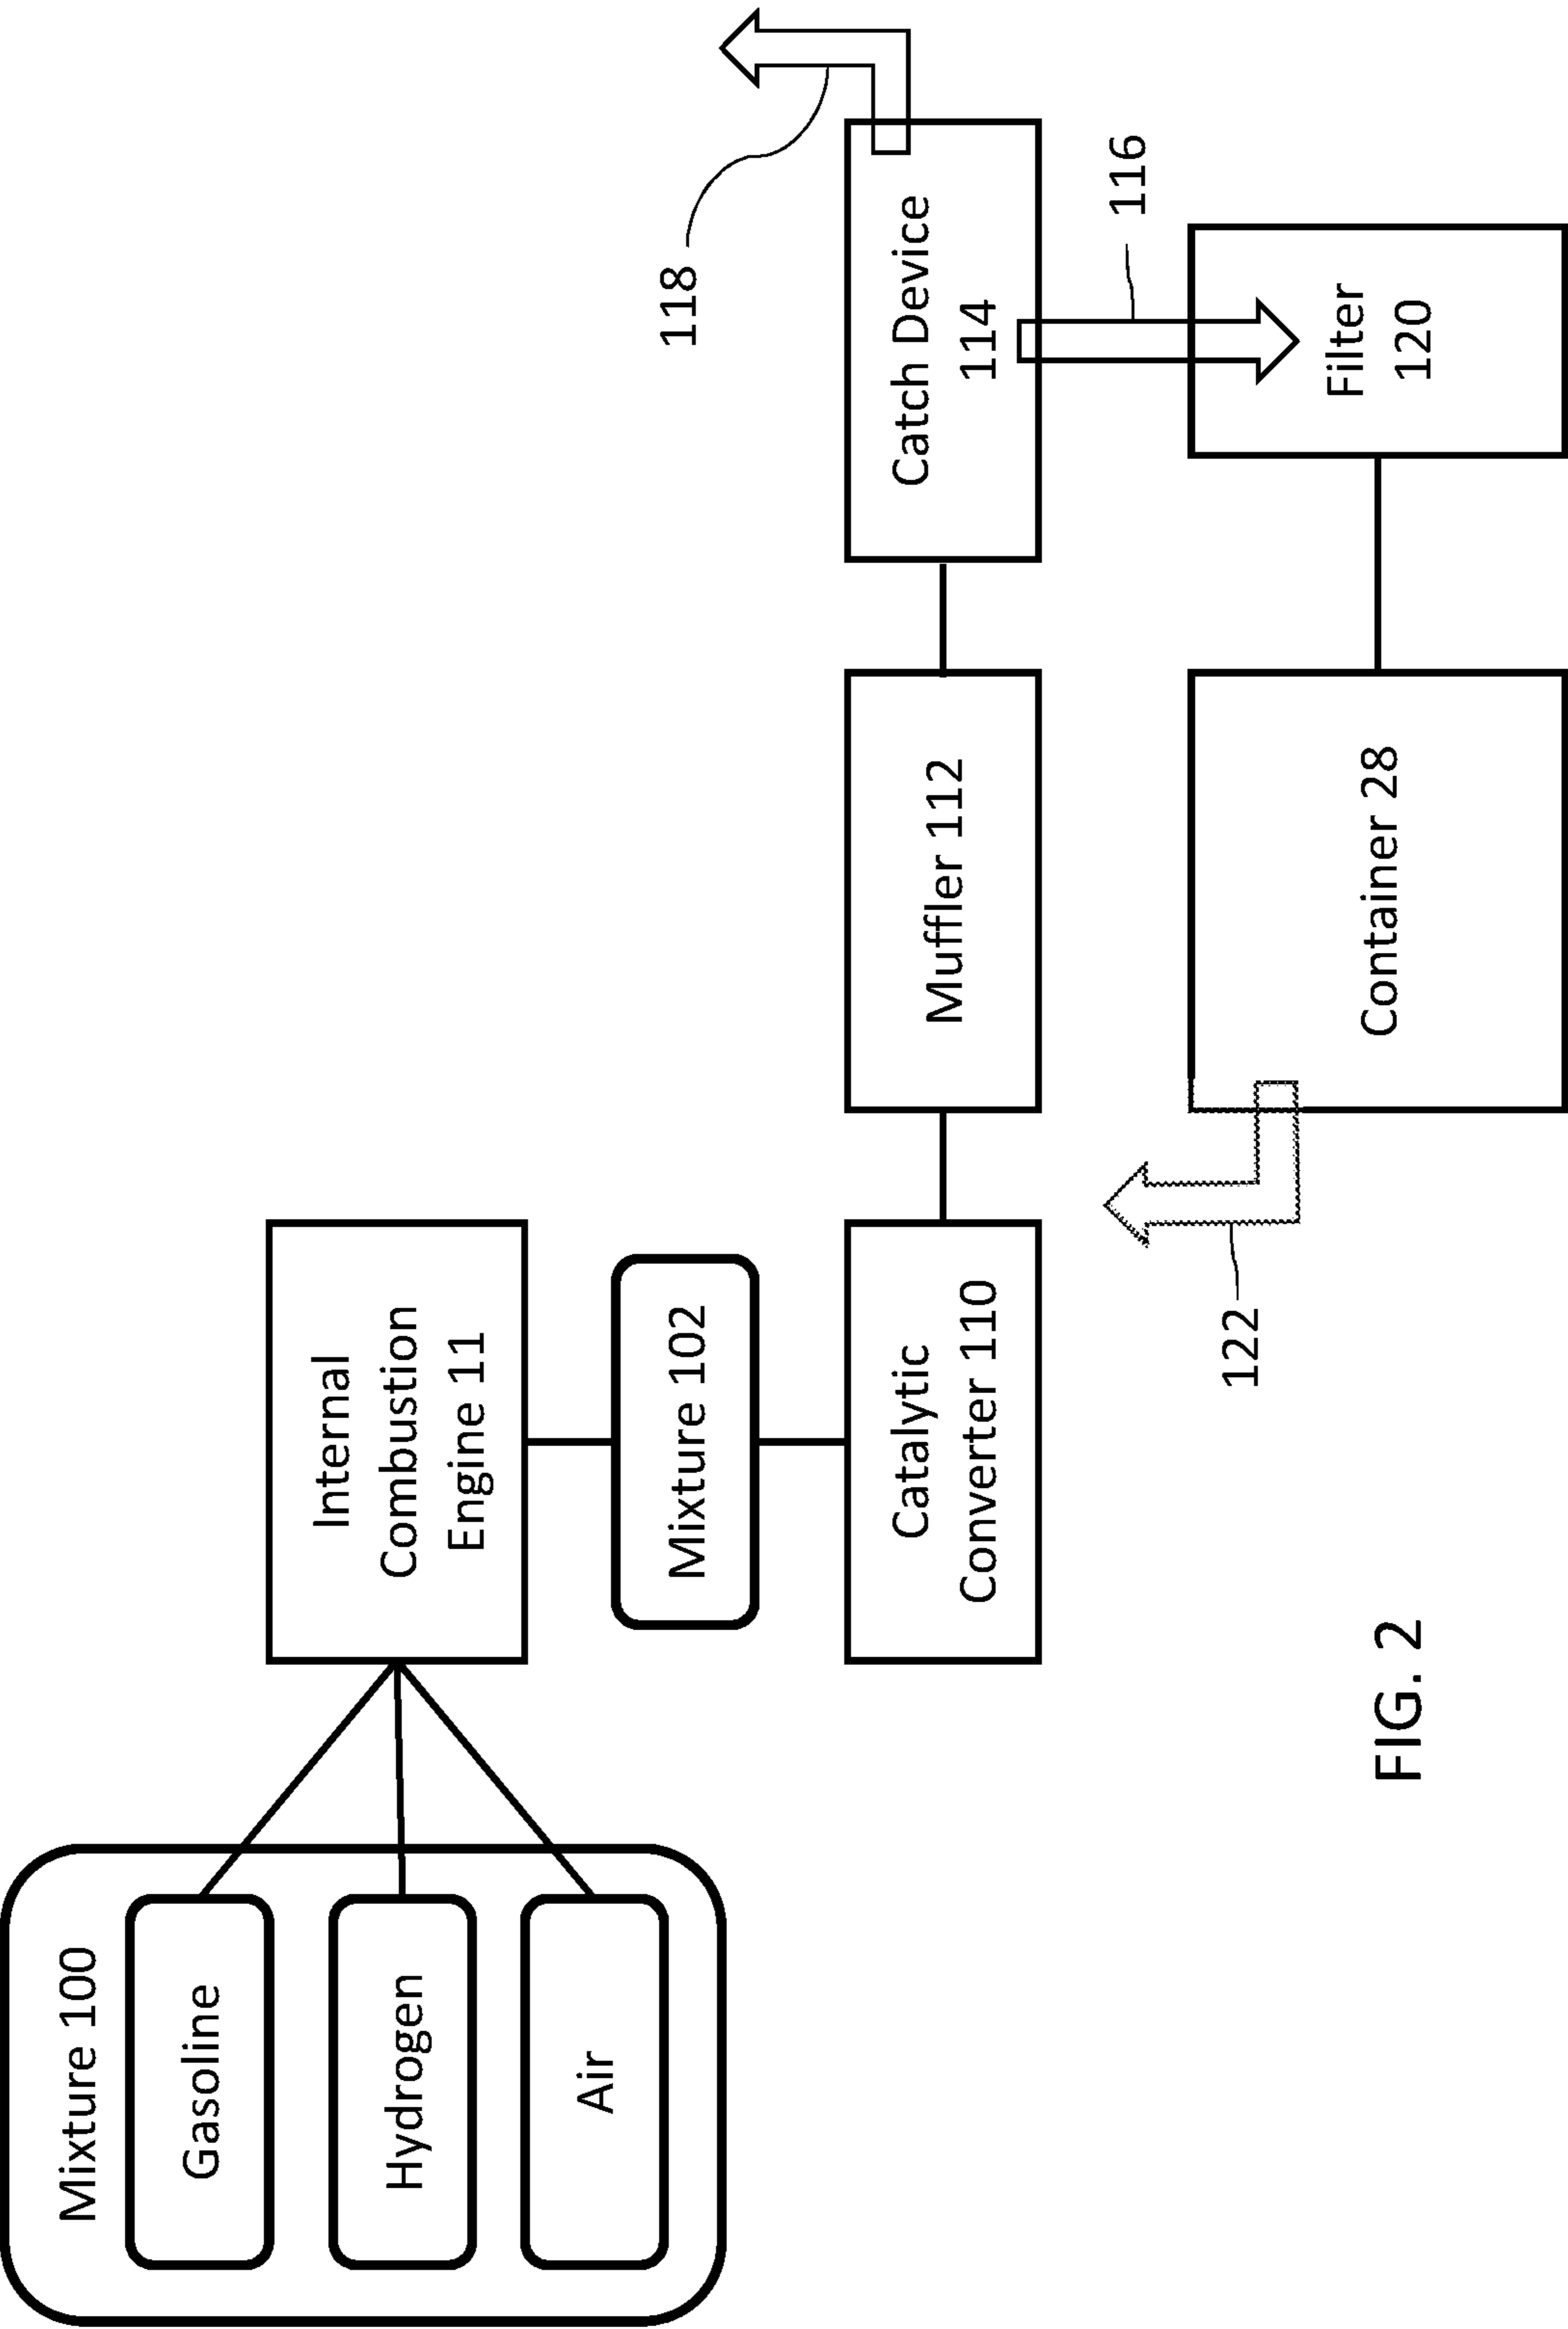 Mixture 100
Gasoline
Hydrogen
Air
Internal
Combustion
Engine 11
Mixture 102
Catalytic
Converter 110
Muffler 112
Catch Device
114
118
116
Filter
120
Container 28
122
FIG. 2